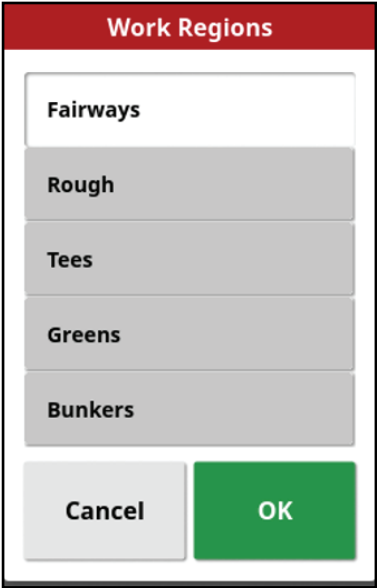 Work Regions
Fairways
Rough
Tees
Greens
Bunkers
Cancel OK